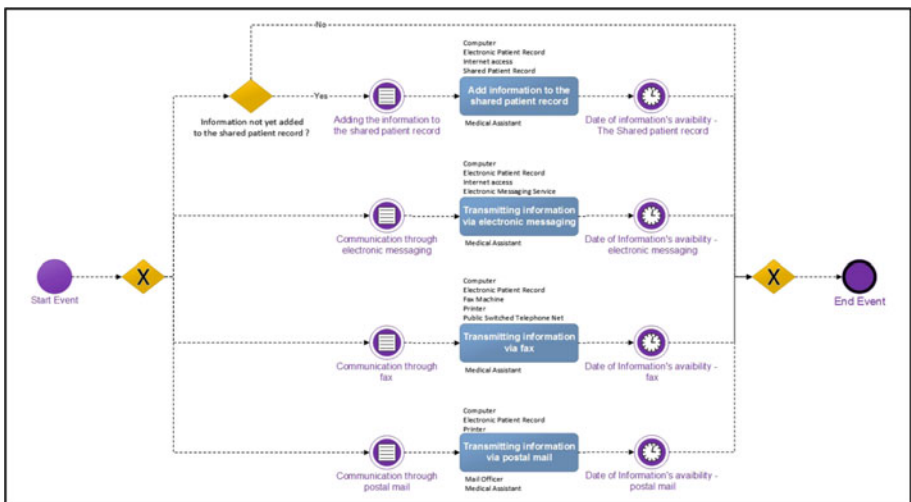 No
Computer
Electronic Patient Record
Internet access
Shared Patient Record
Yes
Add information to the
shared patient record
Information not yet added
to the shared patient record ?
Adding the information to
the shared patient record
Medical Assistant
Date of information's avaibility -
The Shared patient record
Computer
Electronic Patient Record
Internet access
Electronic Messaging Service
Transmitting information
via electronic messaging
Communication through
electronic messaging
Medical Assistant
Date of Information's avaibility -
electronic messaging
X
X
Start Event
End Event
Computer
Electronic Patient Record
Fax Machine
Printer
Public Switched Telephone Net
Transmitting information
via fax
Communication through
fax
Medical Assistant
Date of Information's avaibility -
fax
Computer
Electronic Patient Record
Printer
Transmitting information
via postal mail
Communication through
postal mail
Mail Officer
Medical Assistant
Date of Information's avaibility -
postal mail